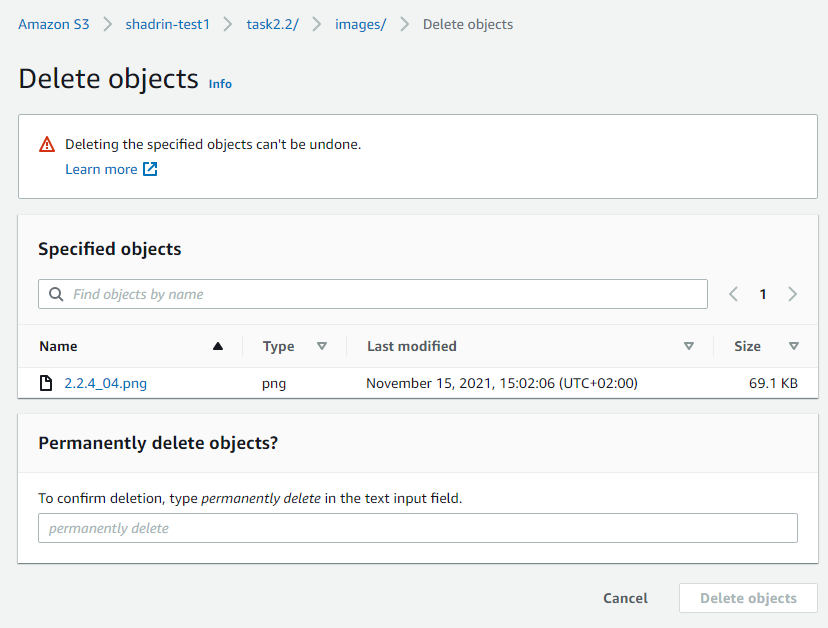 Amazon S3 > shadrin-test1 > task2.2/ > images/ > Delete objects
Delete objects Info
Deleting the specified objects can't be undone.
Learn more
Specified objects
Find objects by name
1
Name Type Last modified Size
2.2.4_04.png png November 15, 2021, 15:02:06 (UTC+02:00) 69.1 KB
Permanently delete objects?
To confirm deletion, type permanently delete in the text input field.
permanently delete
Cancel Delete objects